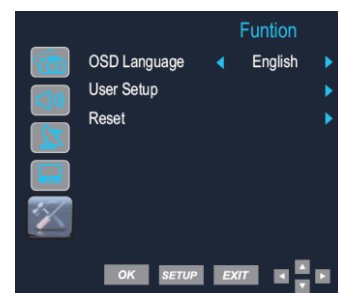 Funtion
OSD Language English
User Setup
Reset
OK SETUP EXIT